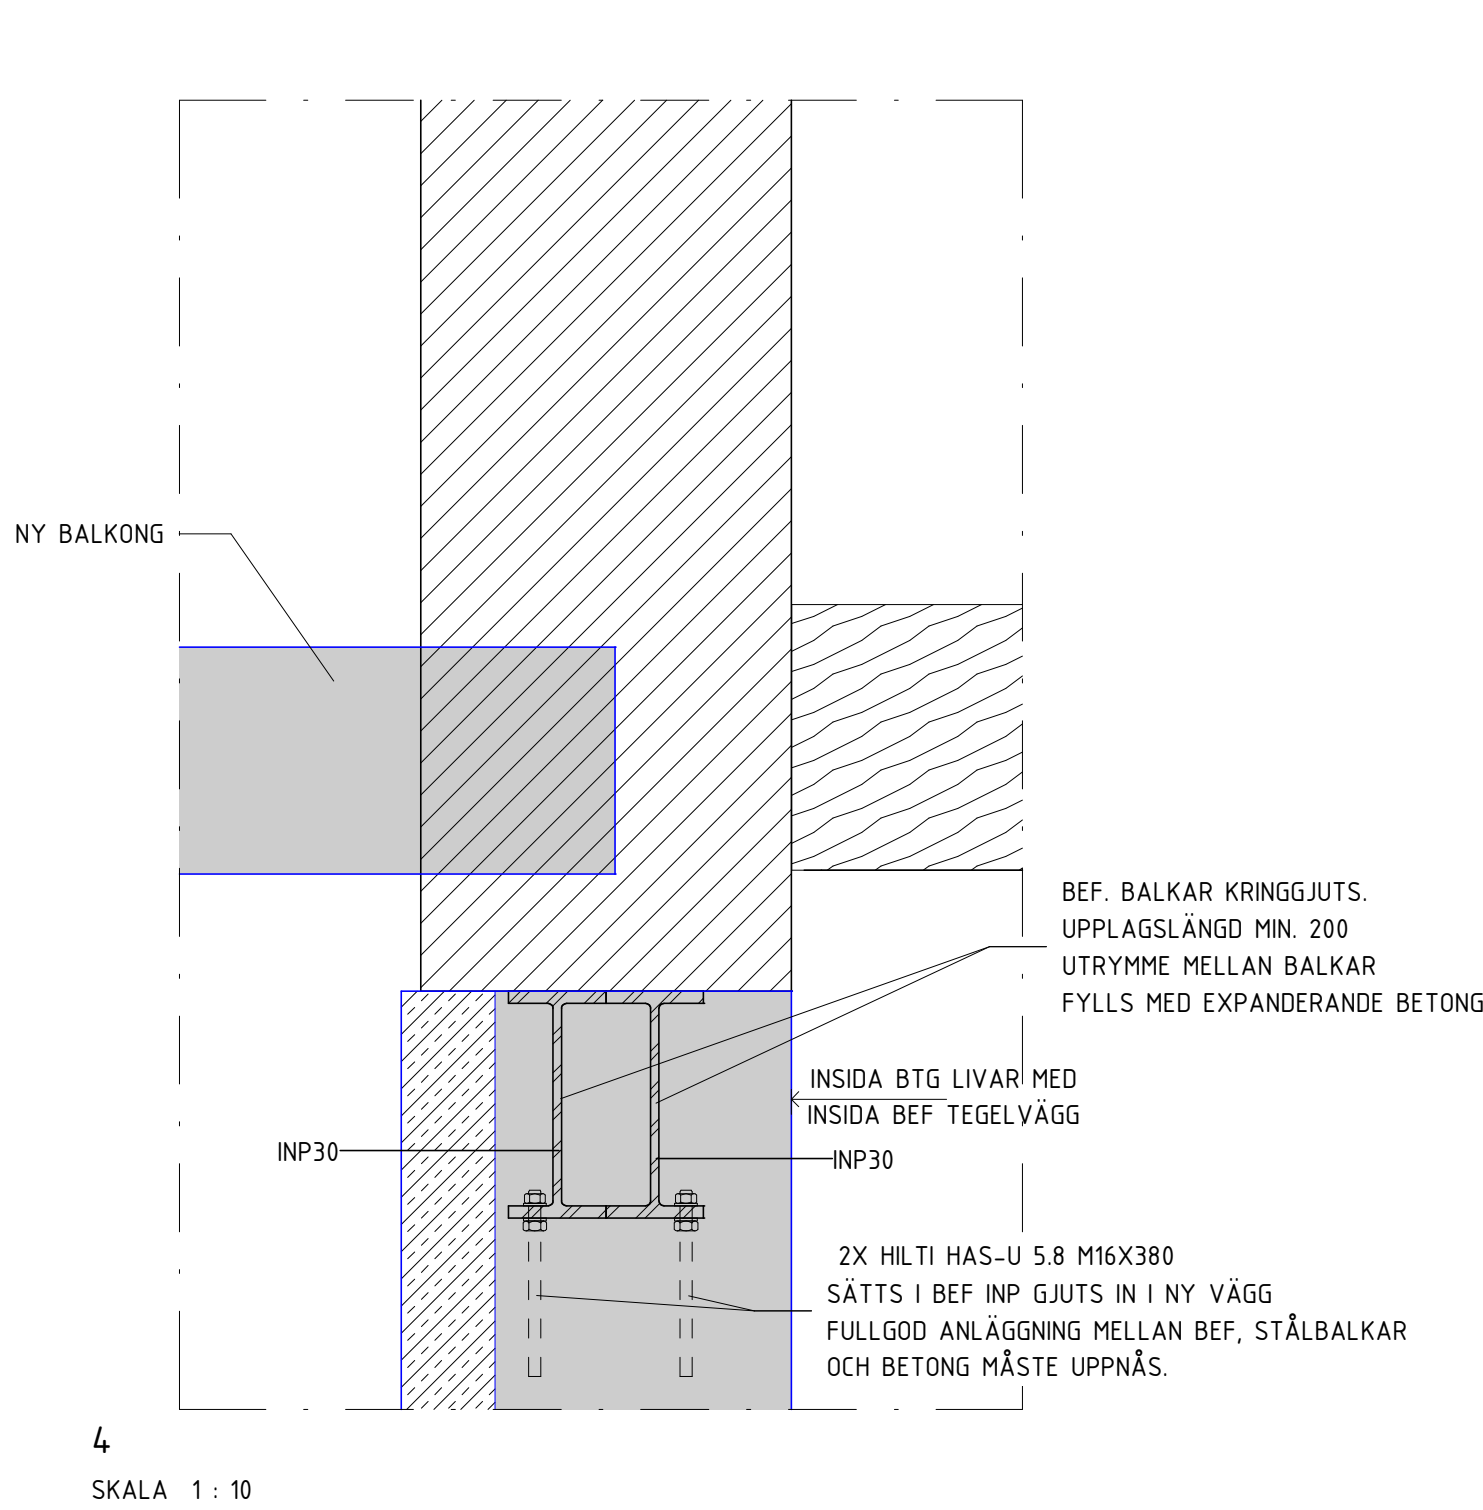 NY BALKONG
BEF. BALKAR KRINGGJUTS.
UPPLAGSLÄNGD MIN. 200
UTRYMME MELLAN BALKAR
FYLLS MED EXPANDERANDE BETONG
INSIDA BTG LIVAR MED
INSIDA BEF TEGELVÄGG
INP30
INP30
2X HILTI HAS-U 5.8 M16X380
SÄTTS I BEF INP GJUTS IN I NY VÄGG
FULLGOD ANLÄGGNING MELLAN BEF, STÅLBALKAR
OCH BETONG MÅSTE UPPNÅS.
4
SKALA 1 : 10